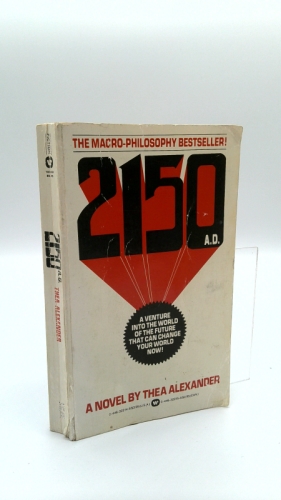 THE MACRO-PHILOSOPHY BESTSELLER!
2150
A.D.
A VENTURE
INTO THE WORLD
OF THE FUTURE
THAT CAN CHANGE
YOUR WORLD
NOW!
A NOVEL BY THEA ALEXANDER
2150 A.D.
THEA ALEXANDER